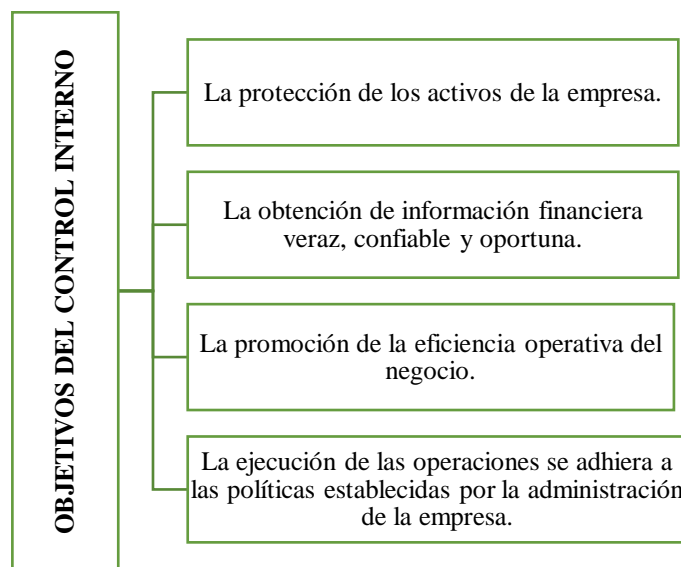 OBJETIVOS DEL CONTROL INTERNO
La protección de los activos de la empresa.
La obtención de información financiera
veraz, confiable y oportuna.
La promoción de la eficiencia operativa del
negocio.
La ejecución de las operaciones se adhiera a
las políticas establecidas por la administración
de la empresa.